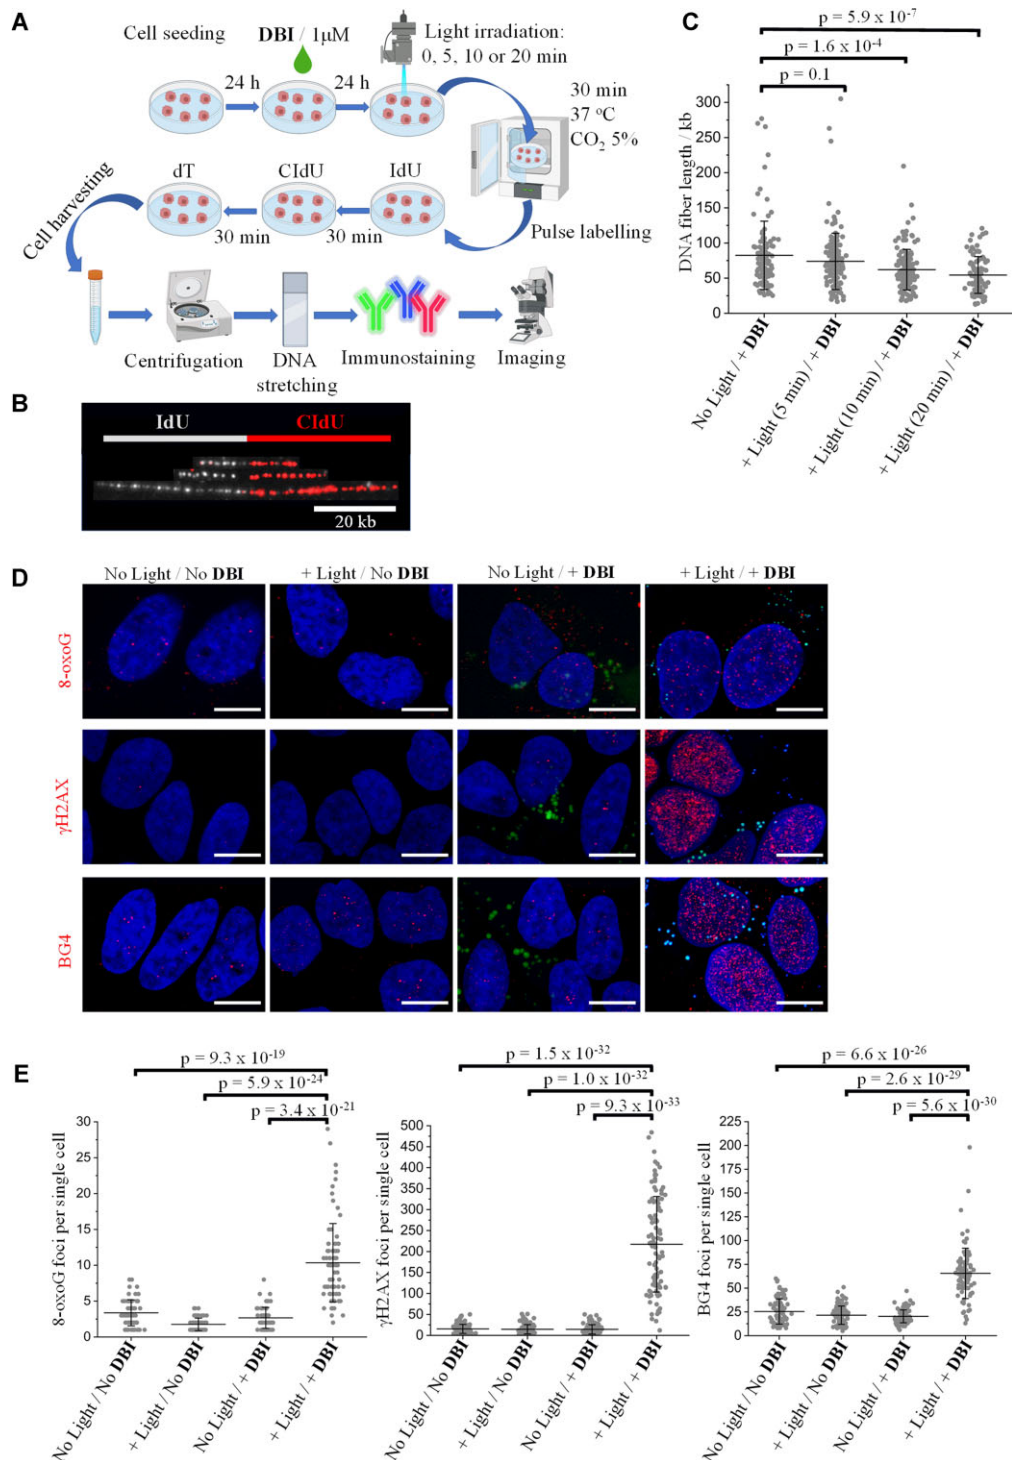 A
Cell seeding
DBI / 1μM
Light irradiation:
0, 5, 10 or 20 min
24 h
24 h
30 min
37 °C
CO2 5%
dT
CIdU
IdU
30 min
30 min
Pulse labelling
Cell harvesting
Centrifugation
DNA
stretching
Immunostaining
Imaging
B
IdU
CIdU
20 kb
C
p = 5.9 x 10-7
p = 1.6 x 10-4
p = 0.1
DNA fiber length / kb
300
250
200
150
100
50
0
No Light / + DBI
+ Light (5 min) / + DBI
+ Light (10 min) / + DBI
+ Light (20 min) / + DBI
D
No Light / No DBI
+ Light / No DBI
No Light / + DBI
+ Light / + DBI
8-oxoG
γH2AX
BG4
E
p = 9.3 x 10-19
p = 5.9 x 10-24
p = 3.4 x 10-21
8-oxoG foci per single cell
30
25
20
15
10
5
0
No Light / No DBI
+ Light / No DBI
No Light / + DBI
+ Light / + DBI
p = 1.5 x 10-32
p = 1.0 x 10-32
p = 9.3 x 10-33
γH2AX foci per single cell
500
450
400
350
300
250
200
150
100
50
0
No Light / No DBI
+ Light / No DBI
No Light / + DBI
+ Light / + DBI
p = 6.6 x 10-26
p = 2.6 x 10-29
p = 5.6 x 10-30
BG4 foci per single cell
225
200
175
150
125
100
75
50
25
0
No Light / No DBI
+ Light / No DBI
No Light / + DBI
+ Light / + DBI